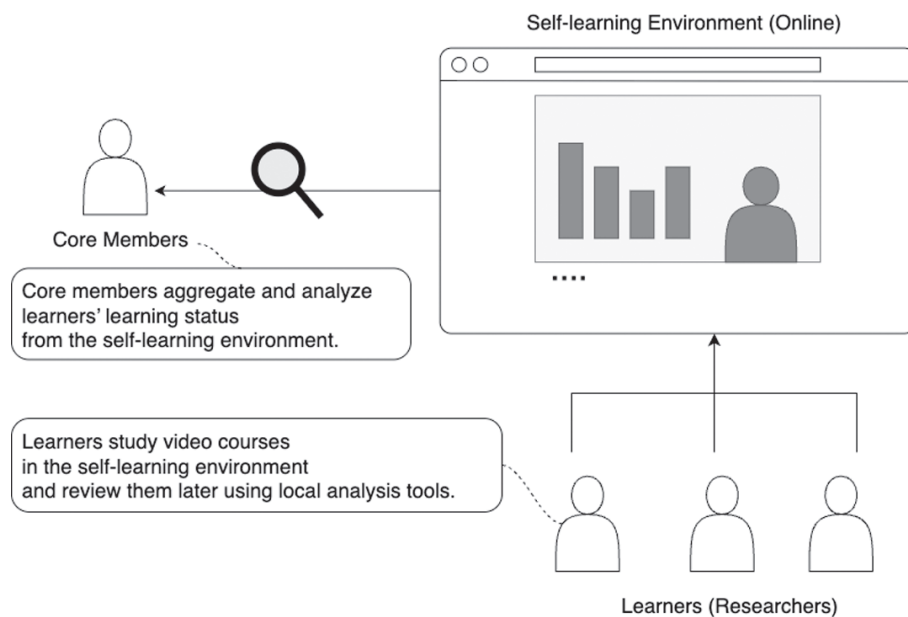 Self-learning Environment (Online)
Core Members
Core members aggregate and analyze
learners' learning status
from the self-learning environment.
Learners study video courses
in the self-learning environment
and review them later using local analysis tools.
Learners (Researchers)